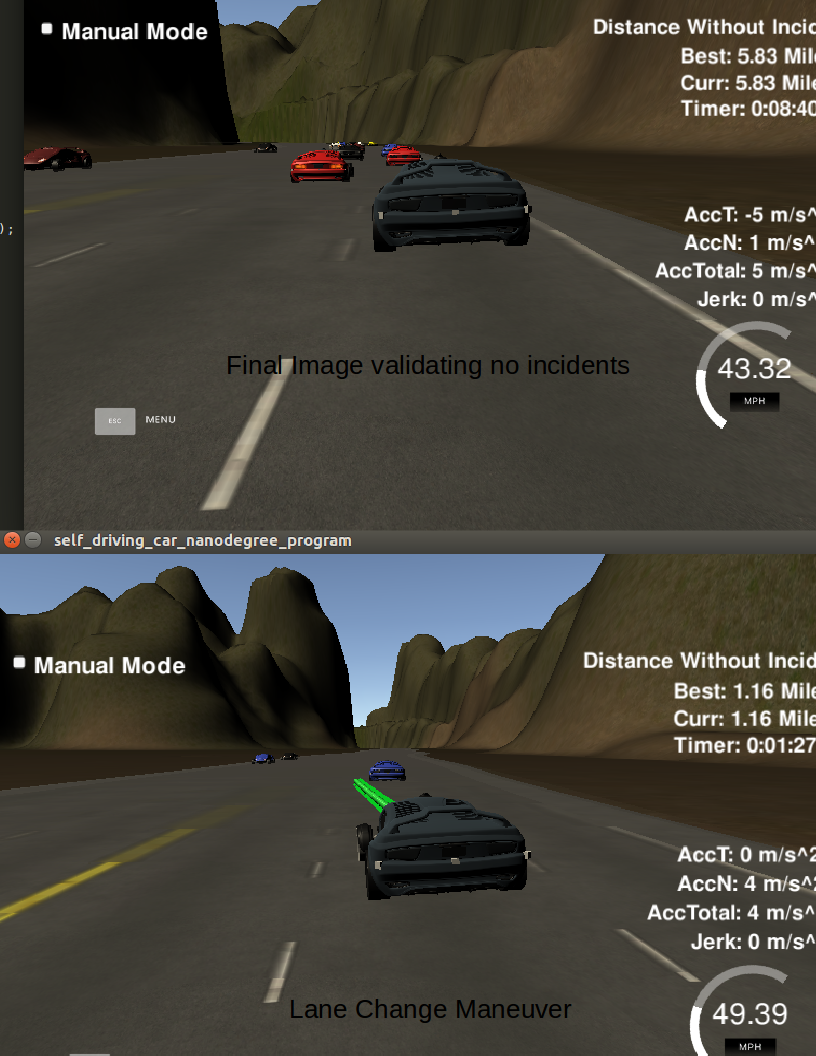 Manual Mode
Distance Without Incid
Best: 5.83 Mile
Curr: 5.83 Mile
Timer: 0:08:40
);
AccT: -5 m/s^
AccN: 1 m/s^
AccTotal: 5 m/s^
Jerk: 0 m/s^
43.32
MPH
Final Image validating no incidents
ESC MENU
self_driving_car_nanodegree_program
Manual Mode
Distance Without Incid
Best: 1.16 Mile
Curr: 1.16 Mile
Timer: 0:01:27
AccT: 0 m/s^2
AccN: 4 m/s^2
AccTotal: 4 m/s^
Jerk: 0 m/s^
49.39
MPH
Lane Change Maneuver